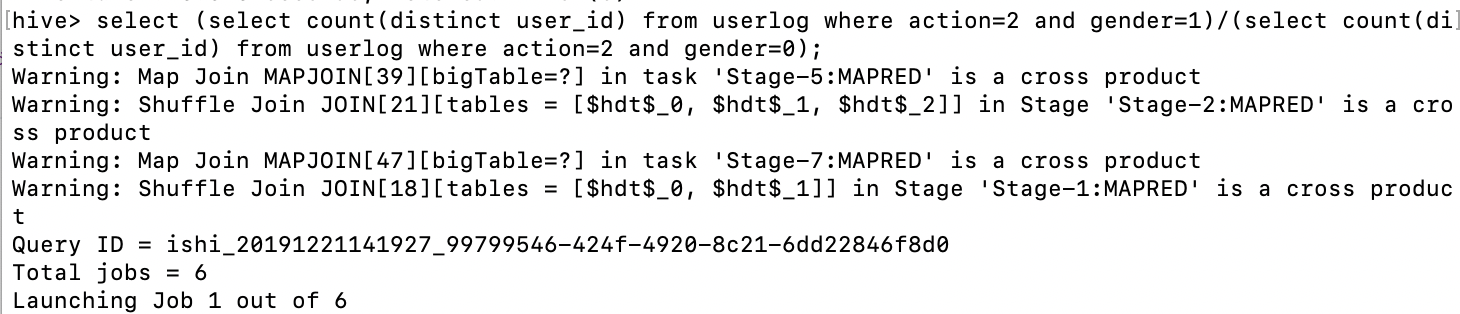 [hive> select (select count(distinct user_id) from userlog where action=2 and gender=1)/(select count(di]
stinct user_id) from userlog where action=2 and gender=0);
Warning: Map Join MAPJOIN[39][bigTable=?] in task 'Stage-5:MAPRED' is a cross product
Warning: Shuffle Join JOIN[21][tables = [$hdt$_0, $hdt$_1, $hdt$_2]] in Stage 'Stage-2:MAPRED' is a cro
ss product
Warning: Map Join MAPJOIN[47][bigTable=?] in task 'Stage-7:MAPRED' is a cross product
Warning: Shuffle Join JOIN[18][tables = [$hdt$_0, $hdt$_1]] in Stage 'Stage-1:MAPRED' is a cross produc
t
Query ID = ishi_20191221141927_99799546-424f-4920-8c21-6dd22846f8d0
Total jobs = 6
Launching Job 1 out of 6